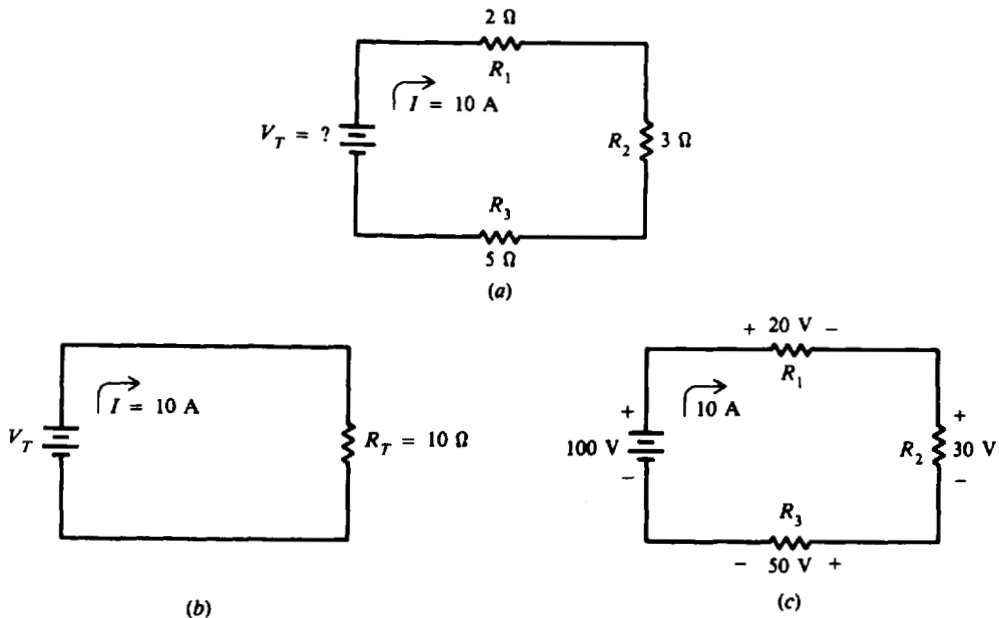 2 Ω
R₁
I = 10 A
V_T = ?
R₂ 3 Ω
R₃
5 Ω
(a)
I = 10 A
V_T
R_T = 10 Ω
(b)
+ 20 V −
R₁
10 A
+
100 V
−
+
R₂ 30 V
−
R₃
− 50 V +
(c)